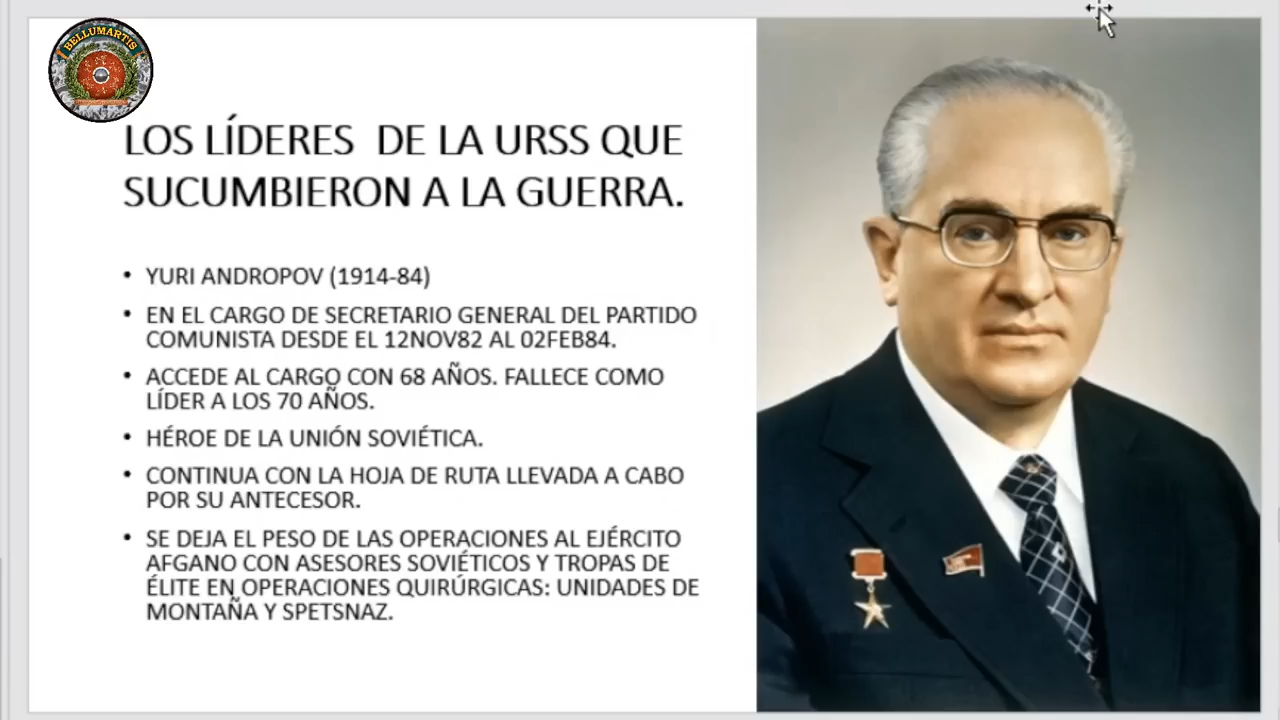 BELLUMARTIS
LOS LÍDERES DE LA URSS QUE
SUCUMBIERON A LA GUERRA.
• YURI ANDROPOV (1914-84)
• EN EL CARGO DE SECRETARIO GENERAL DEL PARTIDO
COMUNISTA DESDE EL 12NOV82 AL 02FEB84.
• ACCEDE AL CARGO CON 68 AÑOS. FALLECE COMO
LÍDER A LOS 70 AÑOS.
• HÉROE DE LA UNIÓN SOVIÉTICA.
• CONTINUA CON LA HOJA DE RUTA LLEVADA A CABO
POR SU ANTECESOR.
• SE DEJA EL PESO DE LAS OPERACIONES AL EJÉRCITO
AFGANO CON ASESORES SOVIÉTICOS Y TROPAS DE
ÉLITE EN OPERACIONES QUIRÚRGICAS: UNIDADES DE
MONTAÑA Y SPETSNAZ.